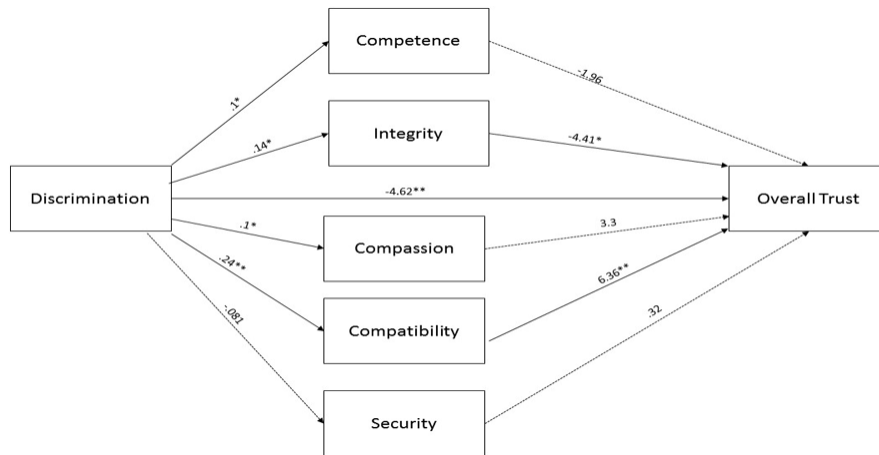 Competence
.1*
-1.96
Integrity
.14*
-4.41*
Discrimination
-4.62**
Overall Trust
.1*
Compassion
3.3
.24**
Compatibility
6.36**
-.081
.32
Security